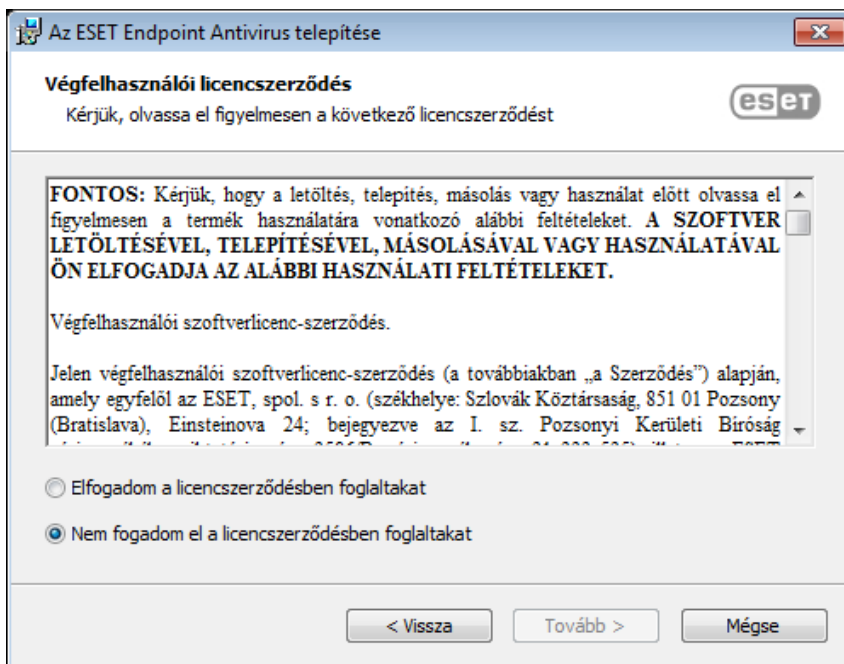 Az ESET Endpoint Antivirus telepítése
Végfelhasználói licencszerződés
Kérjük, olvassa el figyelmesen a következő licencszerződést
eseT
FONTOS: Kérjük, hogy a letöltés, telepítés, másolás vagy használat előtt olvassa el
figyelmesen a termék használatára vonatkozó alábbi feltételeket. A SZOFTVER
LETÖLTÉSÉVEL, TELEPÍTÉSÉVEL, MÁSOLÁSÁVAL VAGY HASZNÁLATÁVAL
ÖN ELFOGADJA AZ ALÁBBI HASZNÁLATI FELTÉTELEKET.
Végfelhasználói szoftverlicenc-szerződés.
Jelen végfelhasználói szoftverlicenc-szerződés (a továbbiakban „a Szerződés”) alapján,
amely egyfelől az ESET, spol. s r. o. (székhelye: Szlovák Köztársaság, 851 01 Pozsony
(Bratislava), Einsteinova 24; bejegyezve az I. sz. Pozsonyi Kerületi Bíróság
Elfogadom a licencszerződésben foglaltakat
Nem fogadom el a licencszerződésben foglaltakat
< Vissza
Tovább >
Mégse